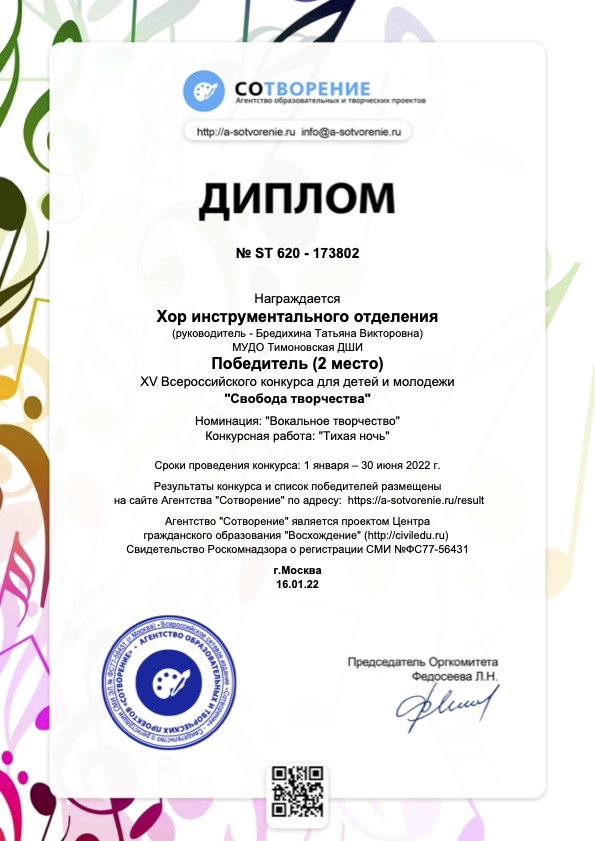 СОТВОРЕНИЕ
Агентство образовательных и творческих проектов
http://a-sotvorenie.ru info@a-sotvorenie.ru
ДИПЛОМ
№ ST 620 - 173802
Награждается
Хор инструментального отделения
(руководитель - Бредихина Татьяна Викторовна)
МУДО Тимоновская ДШИ
Победитель (2 место)
XV Всероссийского конкурса для детей и молодежи
"Свобода творчества"
Номинация: "Вокальное творчество"
Конкурсная работа: "Тихая ночь"
Сроки проведения конкурса: 1 января – 30 июня 2022 г.
Результаты конкурса и список победителей размещены
на сайте Агентства "Сотворение" по адресу: https://a-sotvorenie.ru/result
Агентство "Сотворение" является проектом Центра
гражданского образования "Восхождение" (http://civiledu.ru)
Свидетельство Роскомнадзора о регистрации СМИ №ФС77-56431
г.Москва
16.01.22
АГЕНТСТВО ОБРАЗОВАТЕЛЬНЫХ И ТВОРЧЕСКИХ ПРОЕКТОВ «СОТВОРЕНИЕ»
Председатель Оргкомитета
Федосеева Л.Н.